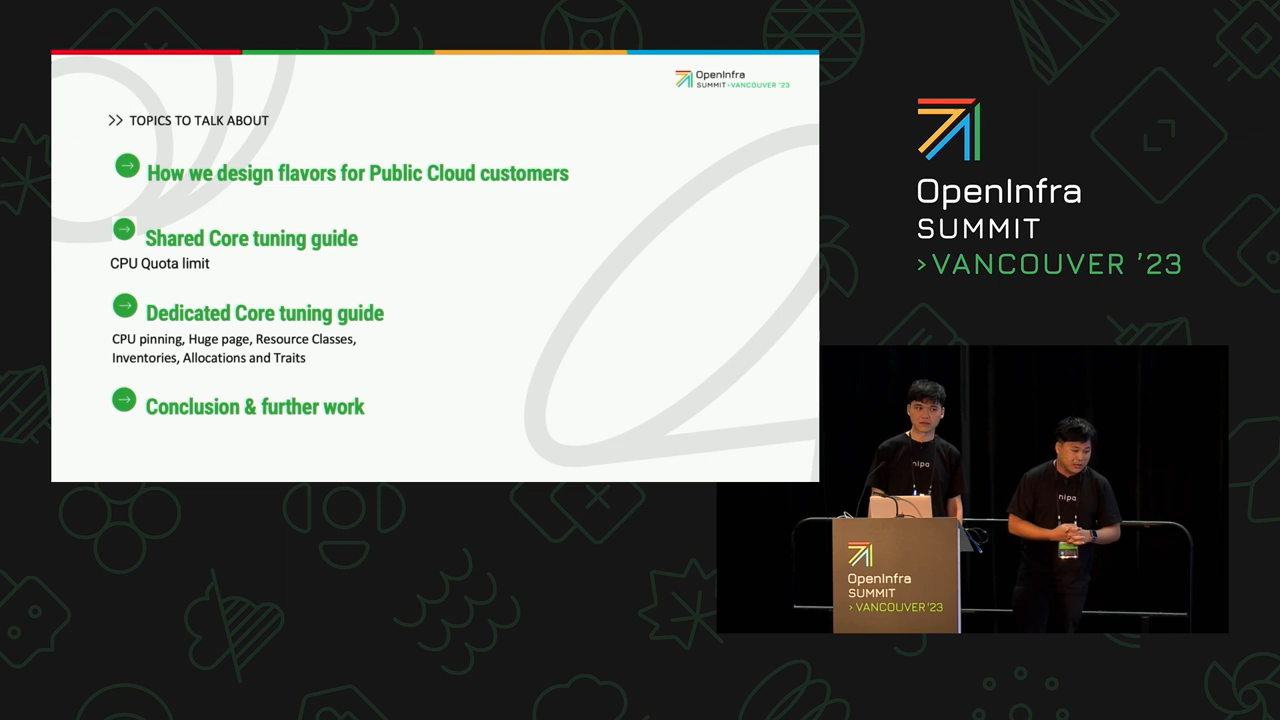 OpenInfra
SUMMIT >VANCOUVER '23
>> TOPICS TO TALK ABOUT
How we design flavors for Public Cloud customers
Shared Core tuning guide
CPU Quota limit
Dedicated Core tuning guide
CPU pinning, Huge page, Resource Classes,
Inventories, Allocations and Traits
Conclusion & further work
OpenInfra
SUMMIT
>VANCOUVER '23
nipa
nipa
OpenInfra
SUMMIT
>VANCOUVER '23